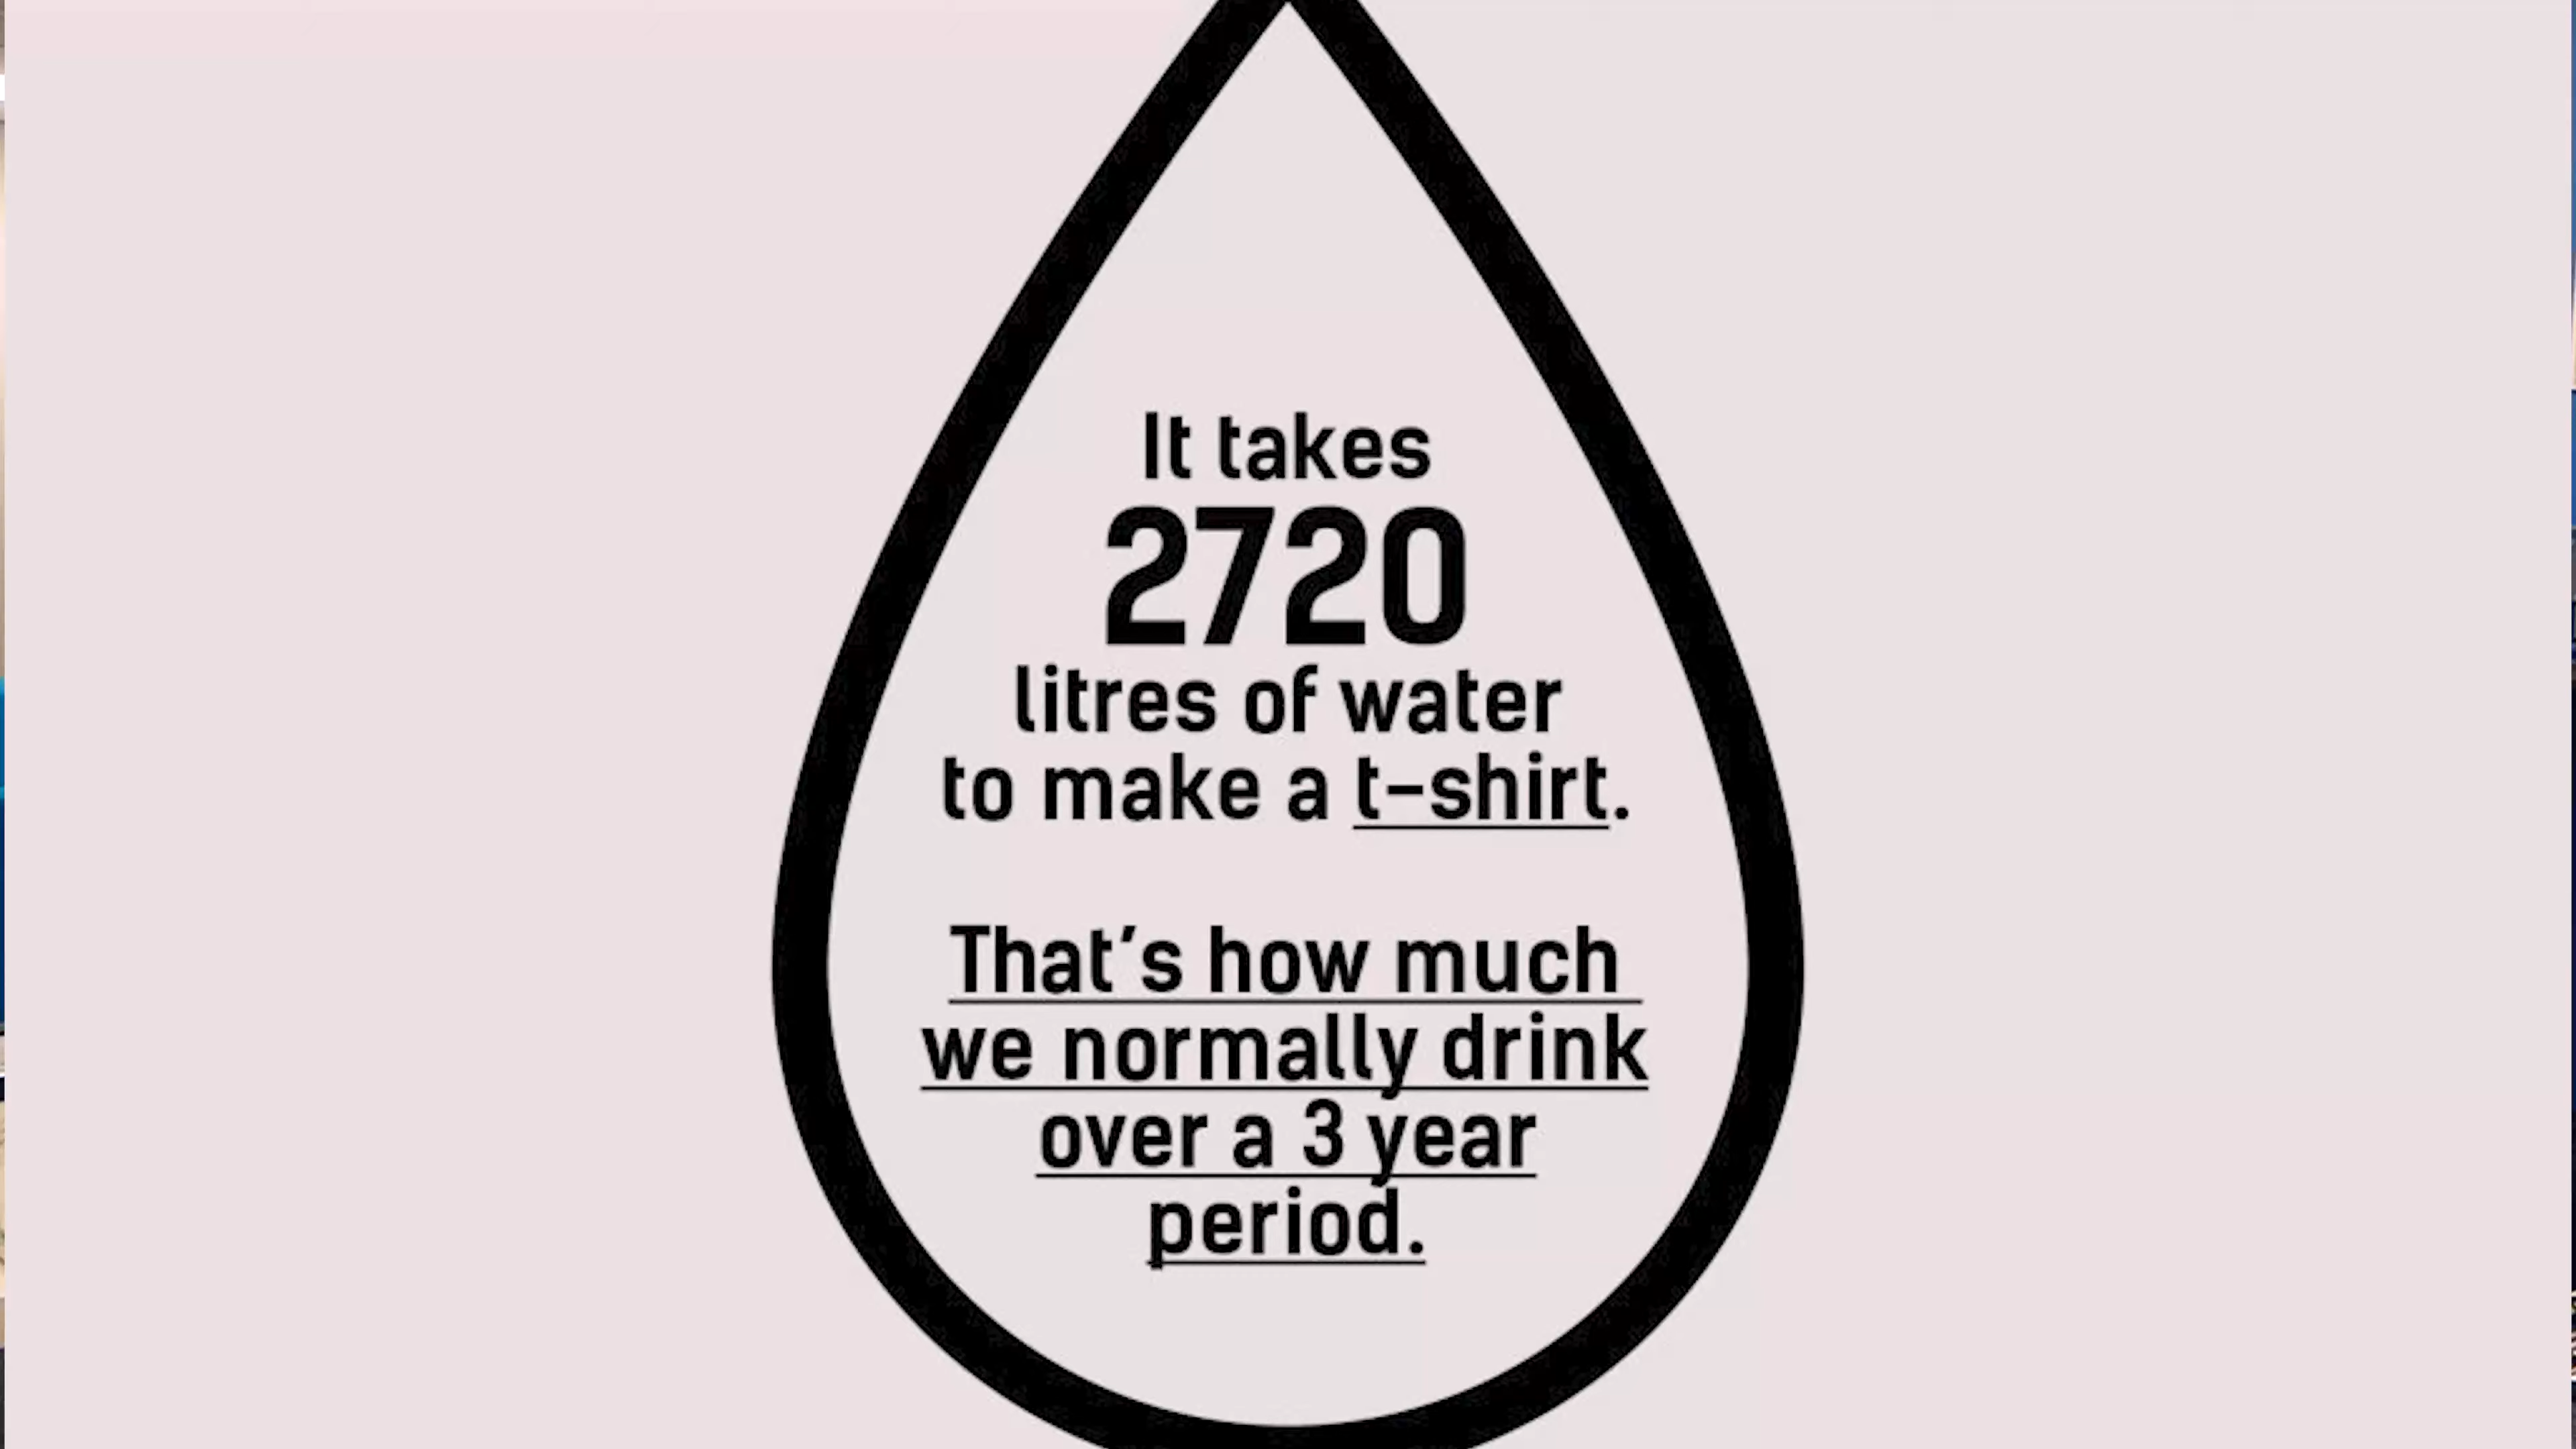 It takes
2720
litres of water
to make a t-shirt.
That's how much
we normally drink
over a 3 year
period.